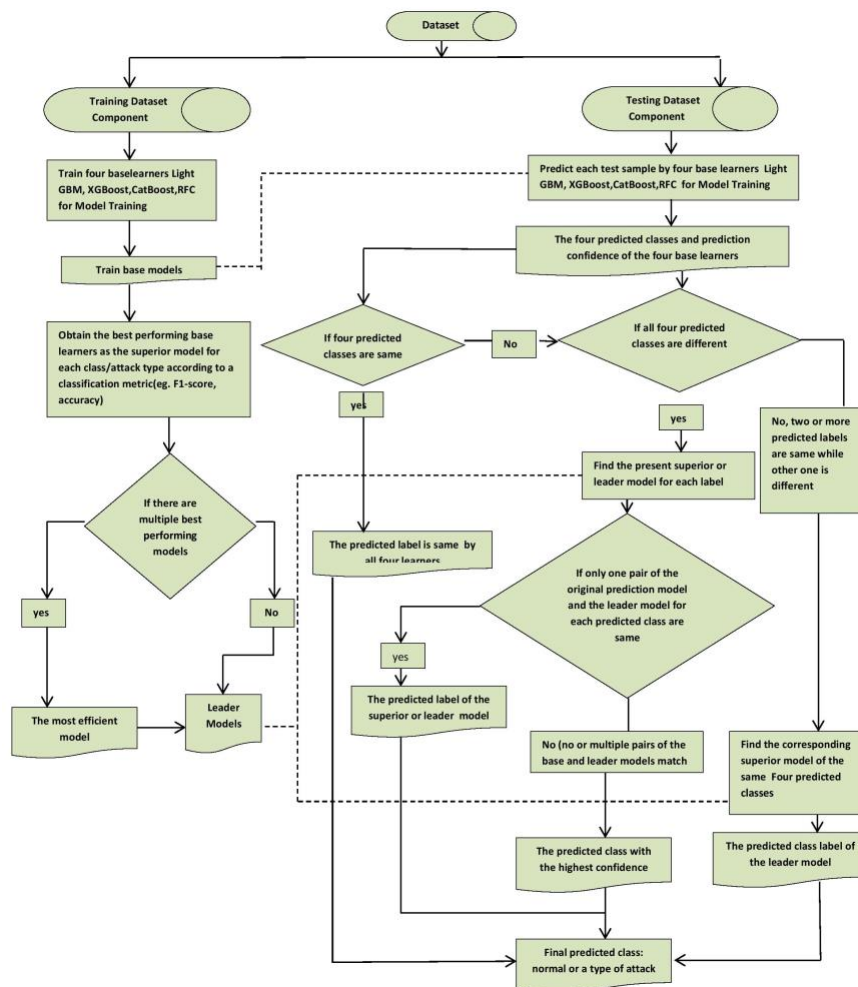 Dataset
Training Dataset
Component
Testing Dataset
Component
Train four baselearners Light
GBM, XGBoost,CatBoost,RFC
for Model Training
Predict each test sample by four base learners Light
GBM, XGBoost,CatBoost,RFC for Model Training
Train base models
The four predicted classes and prediction
confidence of the four base learners
Obtain the best performing base
learners as the superior model for
each class/attack type according to a
classification metric(eg. F1-score,
accuracy)
If four predicted
classes are same
No
If all four predicted
classes are different
yes
yes
No, two or more
predicted labels
are same while
other one is
different
Find the present superior or
leader model for each label
If there are
multiple best
performing
models
The predicted label is same by
all four learners
If only one pair of the
original prediction model
and the leader model for
each predicted class are
same
yes
No
yes
The most efficient
model
Leader
Models
The predicted label of the
superior or leader model
No (no or multiple pairs of the
base and leader models match
Find the corresponding
superior model of the
same Four predicted
classes
The predicted class with
the highest confidence
The predicted class label of
the leader model
Final predicted class:
normal or a type of attack